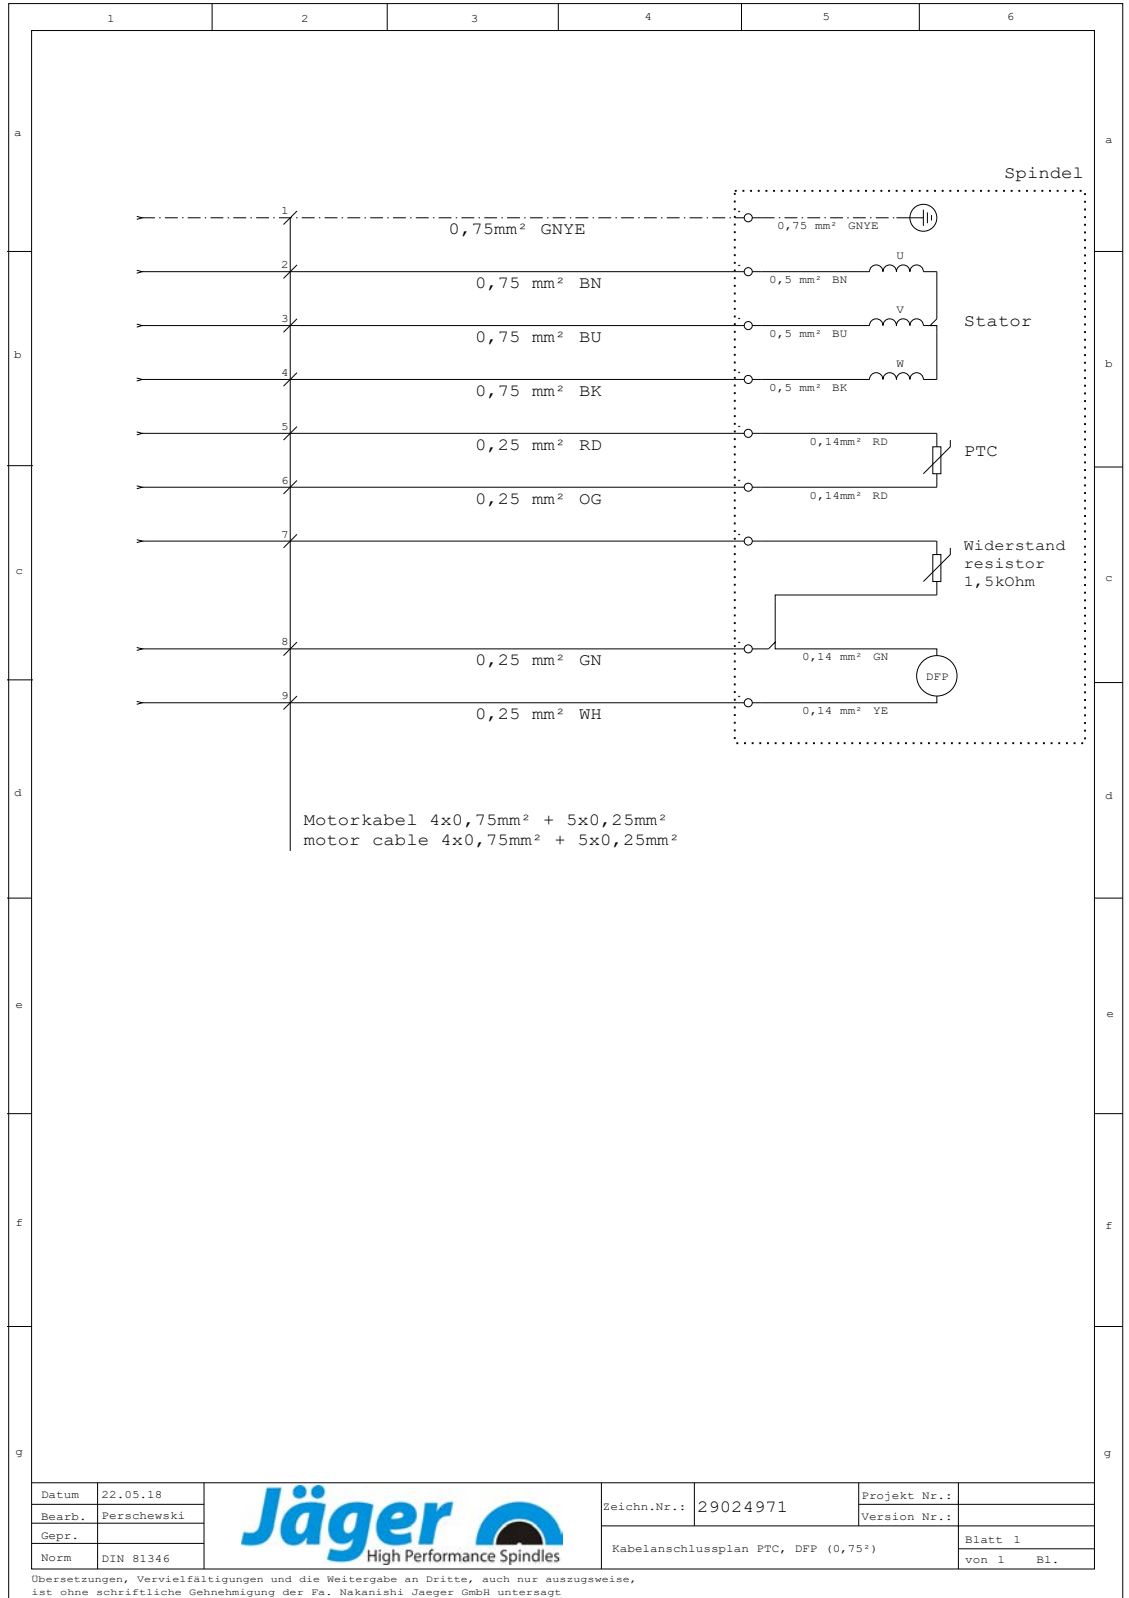 1 2 3 4 5 6
a a
Spindel
1
0,75mm² GNYE
0,75 mm² GNYE
2
0,75 mm² BN
0,5 mm² BN
U
3
0,75 mm² BU
0,5 mm² BU
V
Stator
b b
4
0,75 mm² BK
0,5 mm² BK
W
5
0,25 mm² RD
0,14mm² RD
PTC
6
0,25 mm² OG
0,14mm² RD
7
Widerstand
resistor
1,5kOhm
c c
8
0,25 mm² GN
0,14 mm² GN
DFP
9
0,25 mm² WH
0,14 mm² YE
d d
Motorkabel 4x0,75mm² + 5x0,25mm²
motor cable 4x0,75mm² + 5x0,25mm²
e e
f f
g g
Datum 22.05.18
Bearb. Perschewski
Gepr.
Norm DIN 81346
Jäger
High Performance Spindles
Zeichn.Nr.: 29024971
Projekt Nr.:
Version Nr.:
Kabelanschlussplan PTC, DFP (0,75²)
Blatt 1
von 1 Bl.
Übersetzungen, Vervielfältigungen und die Weitergabe an Dritte, auch nur auszugsweise,
ist ohne schriftliche Gehnehmigung der Fa. Nakanishi Jaeger GmbH untersagt